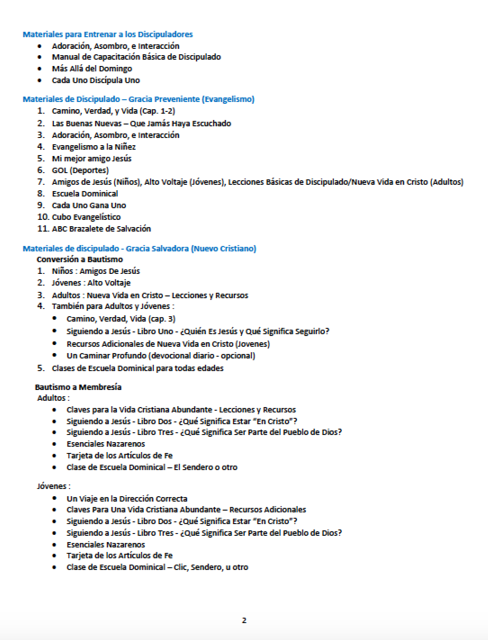 Materiales para Entrenar a los Discipuladores
• Adoración, Asombro, e Interacción
• Manual de Capacitación Básica de Discipulado
• Más Allá del Domingo
• Cada Uno Discípula Uno
Materiales de Discipulado – Gracia Preveniente (Evangelismo)
1. Camino, Verdad, y Vida (Cap. 1-2)
2. Las Buenas Nuevas – Que Jamás Haya Escuchado
3. Adoración, Asombro, e Interacción
4. Evangelismo a la Niñez
5. Mi mejor amigo Jesús
6. GOL (Deportes)
7. Amigos de Jesús (Niños), Alto Voltaje (Jóvenes), Lecciones Básicas de Discipulado/Nueva Vida en Cristo (Adultos)
8. Escuela Dominical
9. Cada Uno Gana Uno
10. Cubo Evangelístico
11. ABC Brazalete de Salvación
Materiales de discipulado - Gracia Salvadora (Nuevo Cristiano)
Conversión a Bautismo
1. Niños : Amigos De Jesús
2. Jóvenes : Alto Voltaje
3. Adultos : Nueva Vida en Cristo – Lecciones y Recursos
4. También para Adultos y Jóvenes :
• Camino, Verdad, Vida (cap. 3)
• Siguiendo a Jesús - Libro Uno - ¿Quién Es Jesús y Qué Significa Seguirlo?
• Recursos Adicionales de Nueva Vida en Cristo (Jovenes)
• Un Caminar Profundo (devocional diario - opcional)
5. Clases de Escuela Dominical para todas edades
Bautismo a Membresía
Adultos :
• Claves para la Vida Cristiana Abundante - Lecciones y Recursos
• Siguiendo a Jesús - Libro Dos - ¿Qué Significa Estar "En Cristo"?
• Siguiendo a Jesús - Libro Tres - ¿Qué Significa Ser Parte del Pueblo de Dios?
• Esenciales Nazarenos
• Tarjeta de los Artículos de Fe
• Clase de Escuela Dominical – El Sendero o otro
Jóvenes :
• Un Viaje en la Dirección Correcta
• Claves Para Una Vida Cristiana Abundante – Recursos Adicionales
• Siguiendo a Jesús - Libro Dos - ¿Qué Significa Estar "En Cristo"?
• Siguiendo a Jesús - Libro Tres - ¿Qué Significa Ser Parte del Pueblo de Dios?
• Esenciales Nazarenos
• Tarjeta de los Artículos de Fe
• Clase de Escuela Dominical – Clic, Sendero, u otro
2